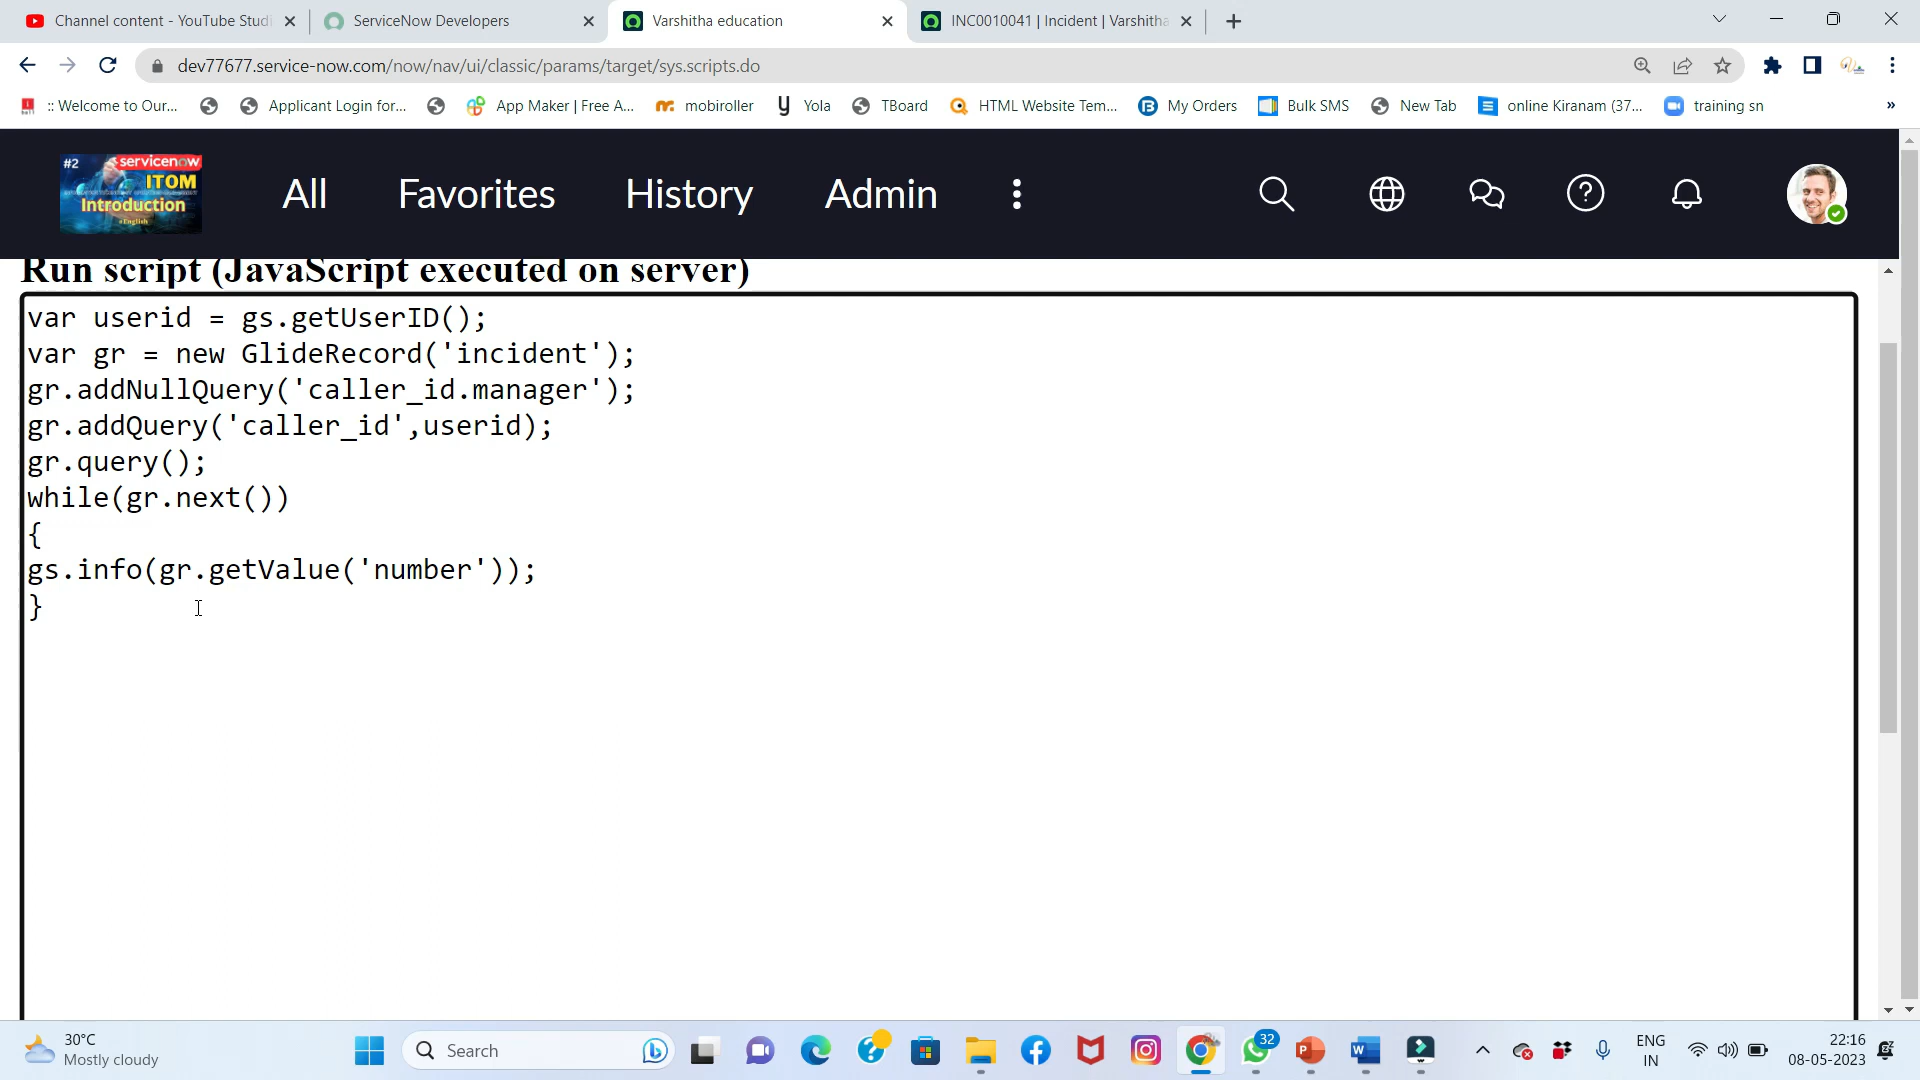 Channel content - YouTube Studi
ServiceNow Developers
Varshitha education
INC0010041 | Incident | Varshitha
dev77677.service-now.com/now/nav/ui/classic/params/target/sys.scripts.do
:: Welcome to Our...
Applicant Login for...
App Maker | Free A...
mobiroller
Yola
TBoard
HTML Website Tem...
My Orders
Bulk SMS
New Tab
online Kiranam (37...
training sn
»
#2 servicenow
ITOM
Introduction
All
Favorites
History
Admin
Run script (JavaScript executed on server)
var userid = gs.getUserID();
var gr = new GlideRecord('incident');
gr.addNullQuery('caller_id.manager');
gr.addQuery('caller_id',userid);
gr.query();
while(gr.next())
{
gs.info(gr.getValue('number'));
}
30°C
Mostly cloudy
Search
32
ENG
IN
22:16
08-05-2023